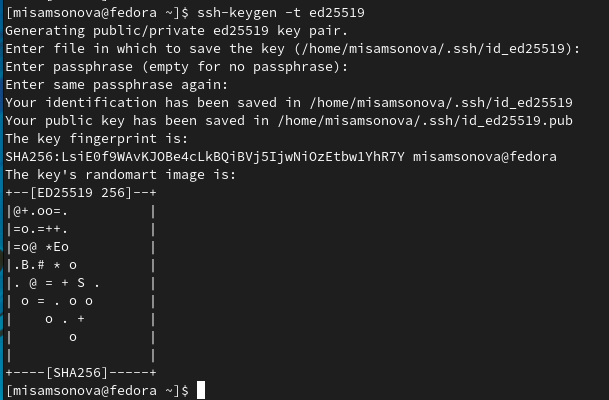 [misamsonova@fedora ~]$ ssh-keygen -t ed25519
Generating public/private ed25519 key pair.
Enter file in which to save the key (/home/misamsonova/.ssh/id_ed25519):
Enter passphrase (empty for no passphrase):
Enter same passphrase again:
Your identification has been saved in /home/misamsonova/.ssh/id_ed25519
Your public key has been saved in /home/misamsonova/.ssh/id_ed25519.pub
The key fingerprint is:
SHA256:LsiE0f9WAvKJOBe4cLkBQiBVj5IjwNiOzEtbw1YhR7Y misamsonova@fedora
The key's randomart image is:
+--[ED25519 256]--+
|@+.oo=.          |
|=o.=++.          |
|=o@ *Eo          |
|.B.# * o         |
|. @ = + S .      |
| o = . o o       |
|    o . +        |
|       o         |
|                 |
+----[SHA256]-----+
[misamsonova@fedora ~]$